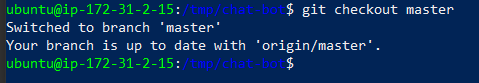 ubuntu@ip-172-31-2-15: $ git checkout master
Switched to branch 'master'
Your branch is up to date with 'origin/master'.
ubuntu@ip-172-31-2-15: $